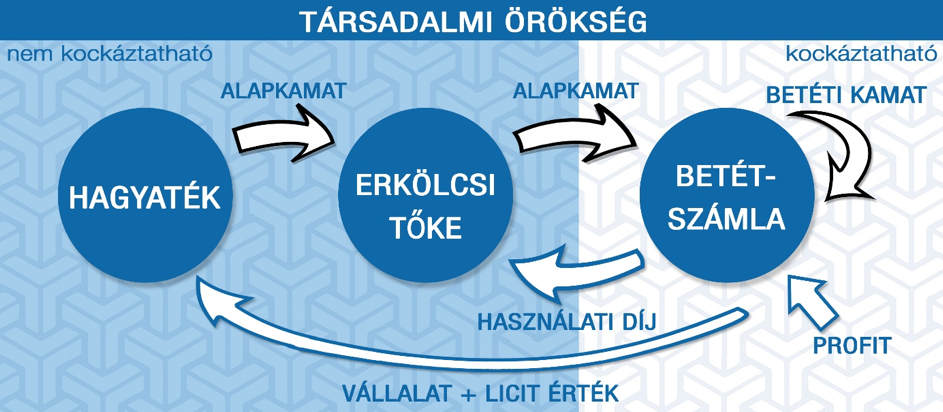 TÁRSADALMI ÖRÖKSÉG
nem kockáztatható
kockáztatható
ALAPKAMAT
ALAPKAMAT
BETÉTI KAMAT
HAGYATÉK
ERKÖLCSI
TŐKE
BETÉT-
SZÁMLA
HASZNÁLATI DÍJ
PROFIT
VÁLLALAT + LICIT ÉRTÉK